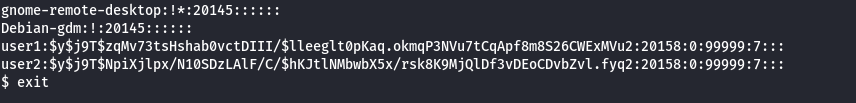 gnome-remote-desktop:!*:20145::::::
Debian-gdm:!:20145::::::
user1:$y$j9T$zqMv73tsHshab0vctDIII/$lleeglt0pKaq.okmqP3NVu7tCqApf8m8S26CWExMVu2:20158:0:99999:7:::
user2:$y$j9T$NpiXjlpx/N10SDzLAlF/C/$hKJtlNMbwbX5x/rsk8K9MjQlDf3vDEoCDvbZvl.fyq2:20158:0:99999:7:::
$ exit